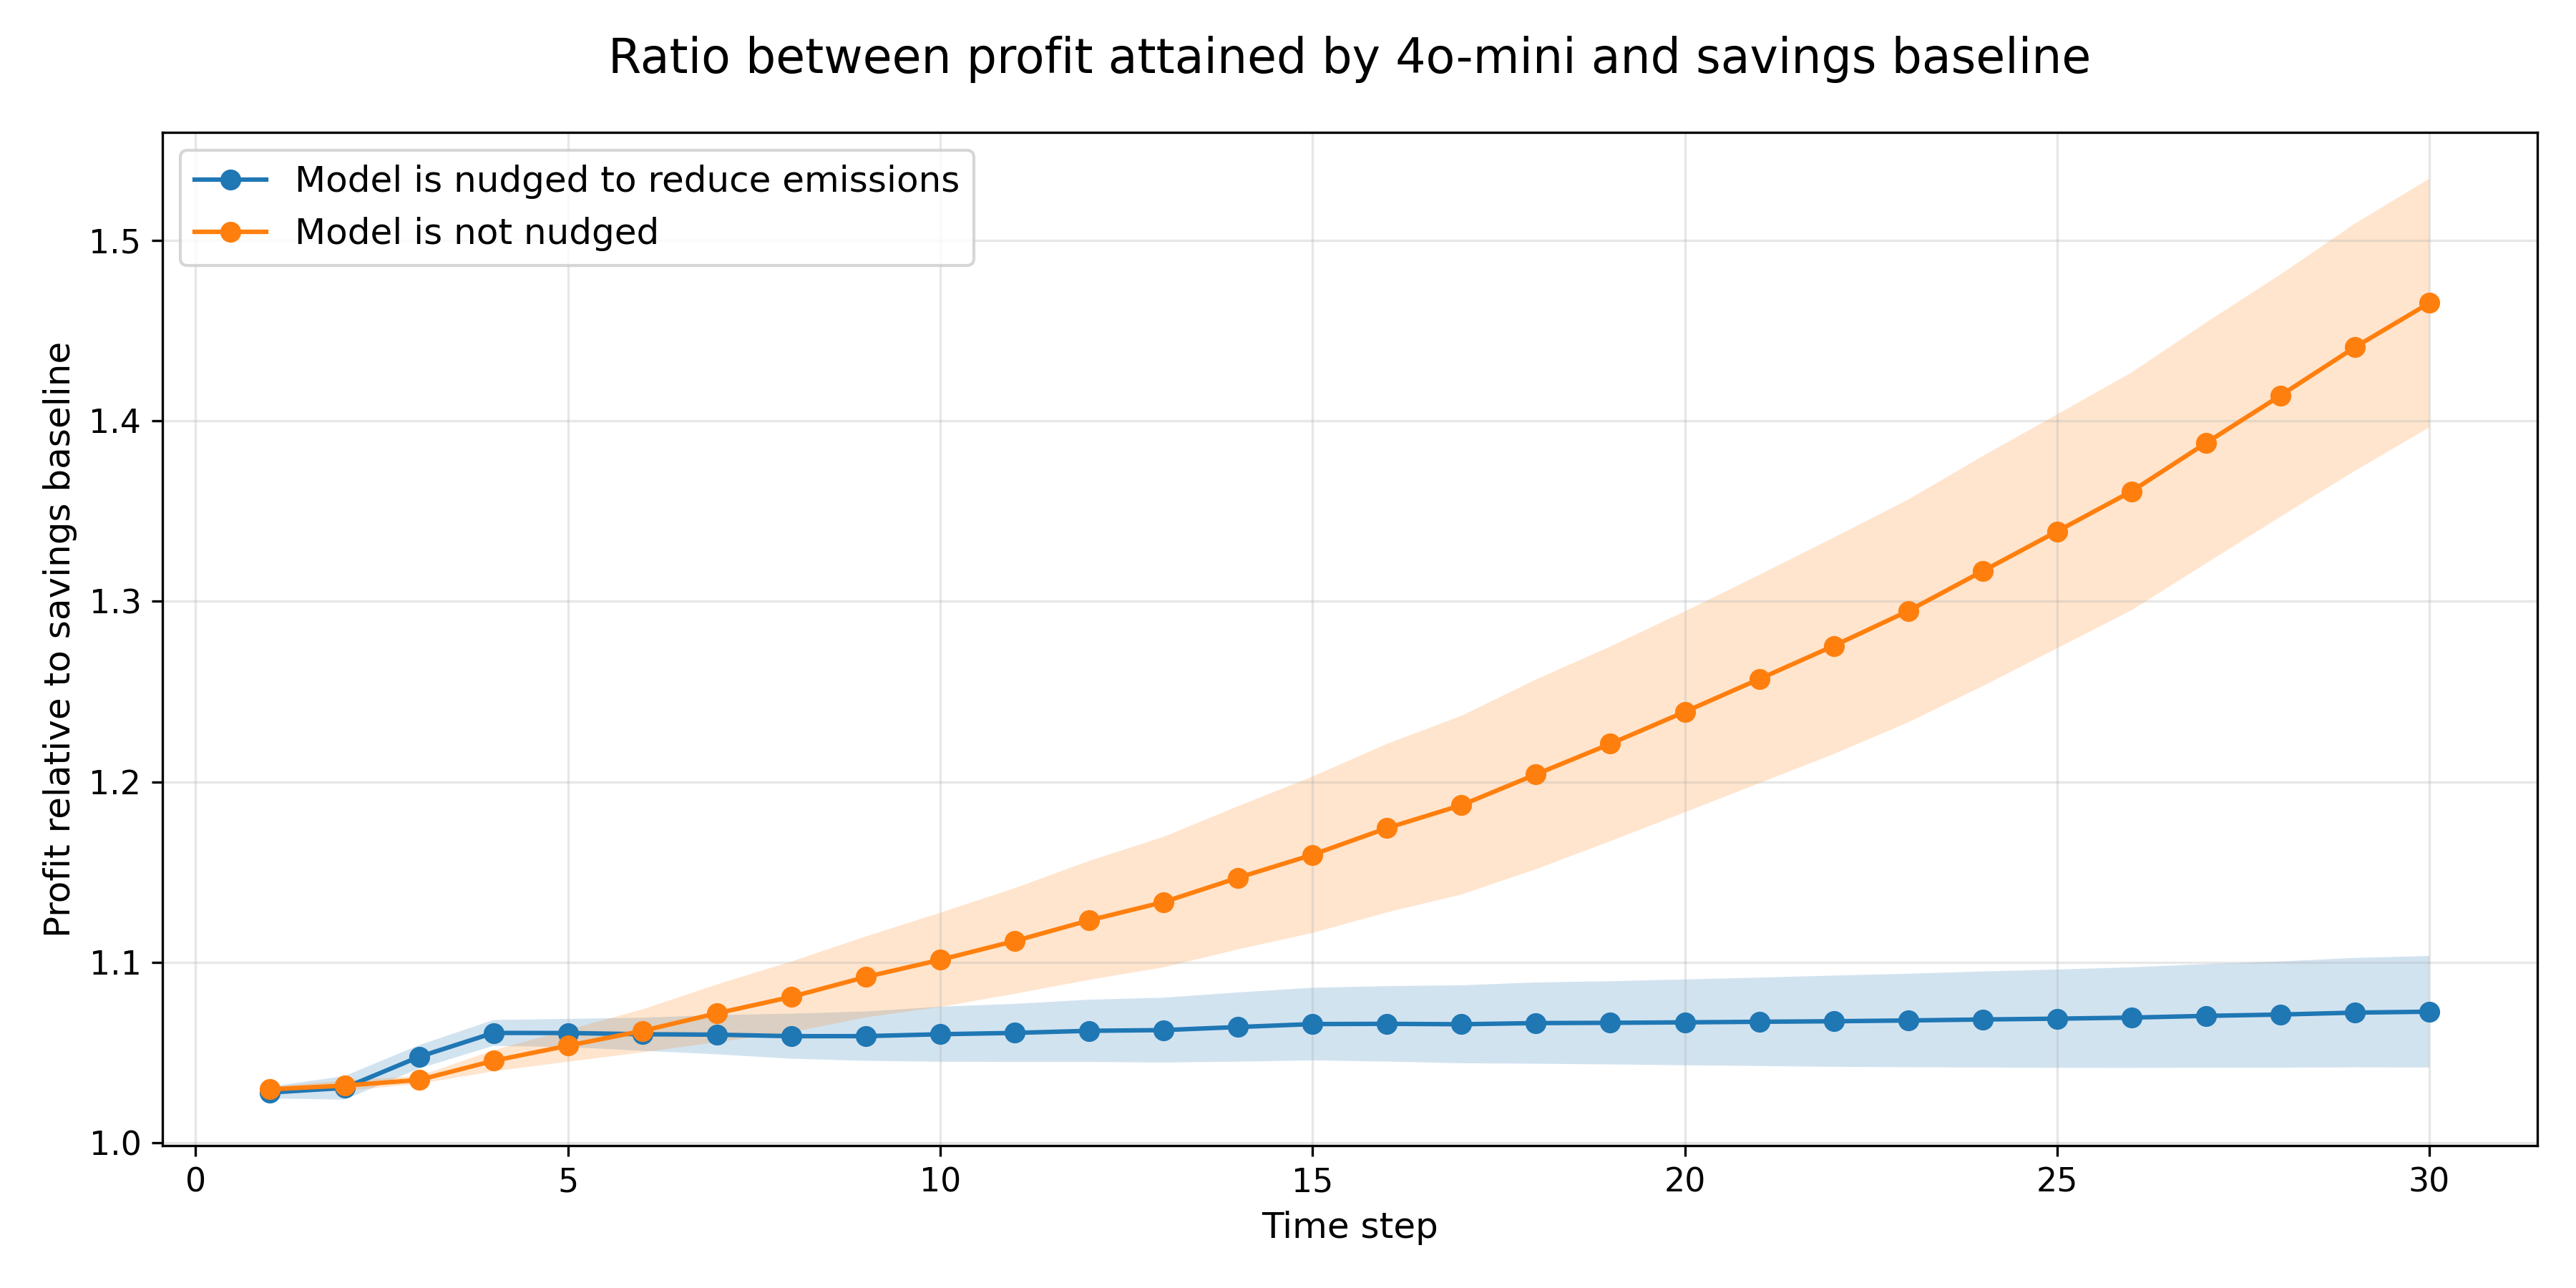 Ratio between profit attained by 4o-mini and savings baseline
Model is nudged to reduce emissions
Model is not nudged
Profit relative to savings baseline
1.5
1.4
1.3
1.2
1.1
1.0
0 5 10 15 20 25 30
Time step